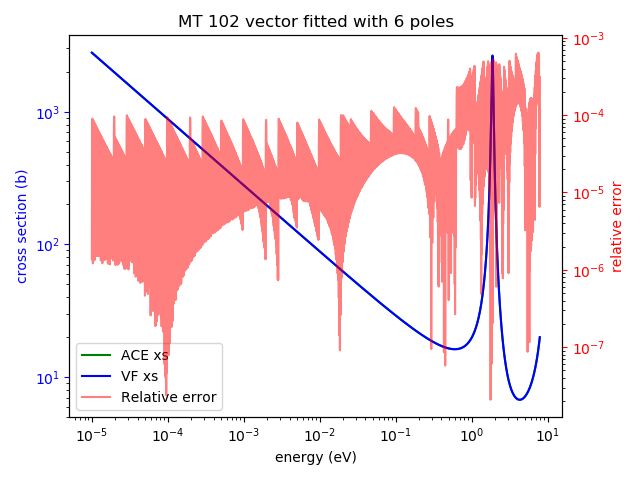 MT 102 vector fitted with 6 poles
cross section (b)
10³
10²
10¹
ACE xs
VF xs
Relative error
10⁻⁵
10⁻⁴
10⁻³
10⁻²
10⁻¹
10⁰
10¹
energy (eV)
10⁻³
10⁻⁴
10⁻⁵
10⁻⁶
10⁻⁷
relative error